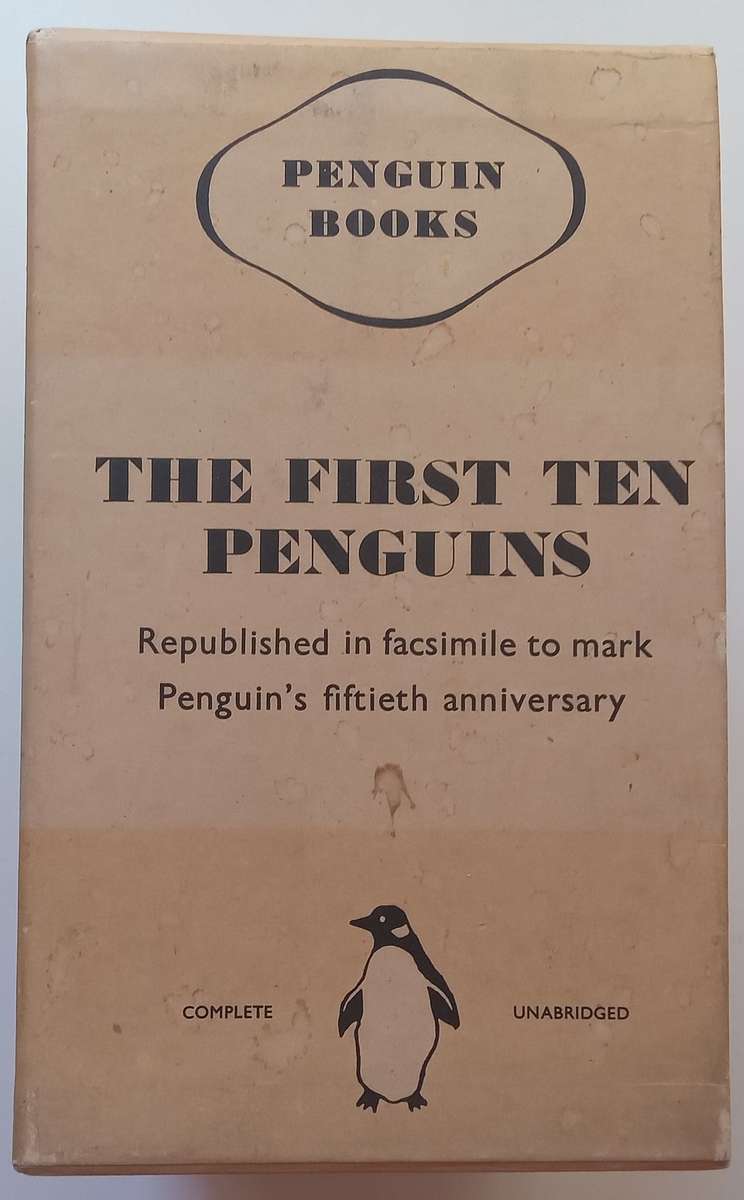 PENGUIN
BOOKS
THE FIRST TEN
PENGUINS
Republished in facsimile to mark
Penguin's fiftieth anniversary
COMPLETE UNABRIDGED